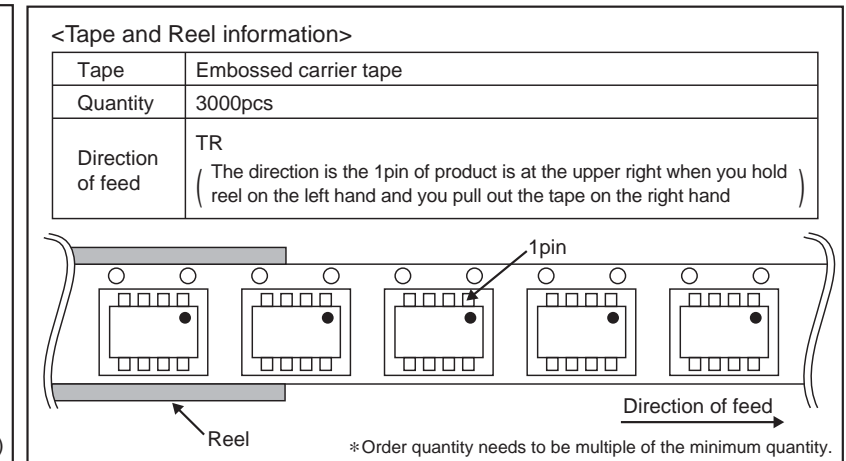 <Tape and Reel information>
Tape Embossed carrier tape
Quantity 3000pcs
Direction of feed TR
( The direction is the 1pin of product is at the upper right when you hold
reel on the left hand and you pull out the tape on the right hand )
1pin
Direction of feed
Reel
)
∗Order quantity needs to be multiple of the minimum quantity.